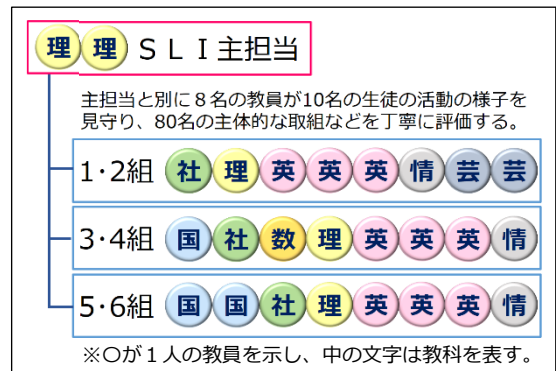 理 理 ＳＬＩ主担当
主担当と別に８名の教員が10名の生徒の活動の様子を
見守り、80名の主体的な取組などを丁寧に評価する。
1･2組 社 理 英 英 英 情 芸 芸
3･4組 国 社 数 理 英 英 英 情
5･6組 国 国 社 理 英 英 英 情
※〇が１人の教員を示し、中の文字は教科を表す。